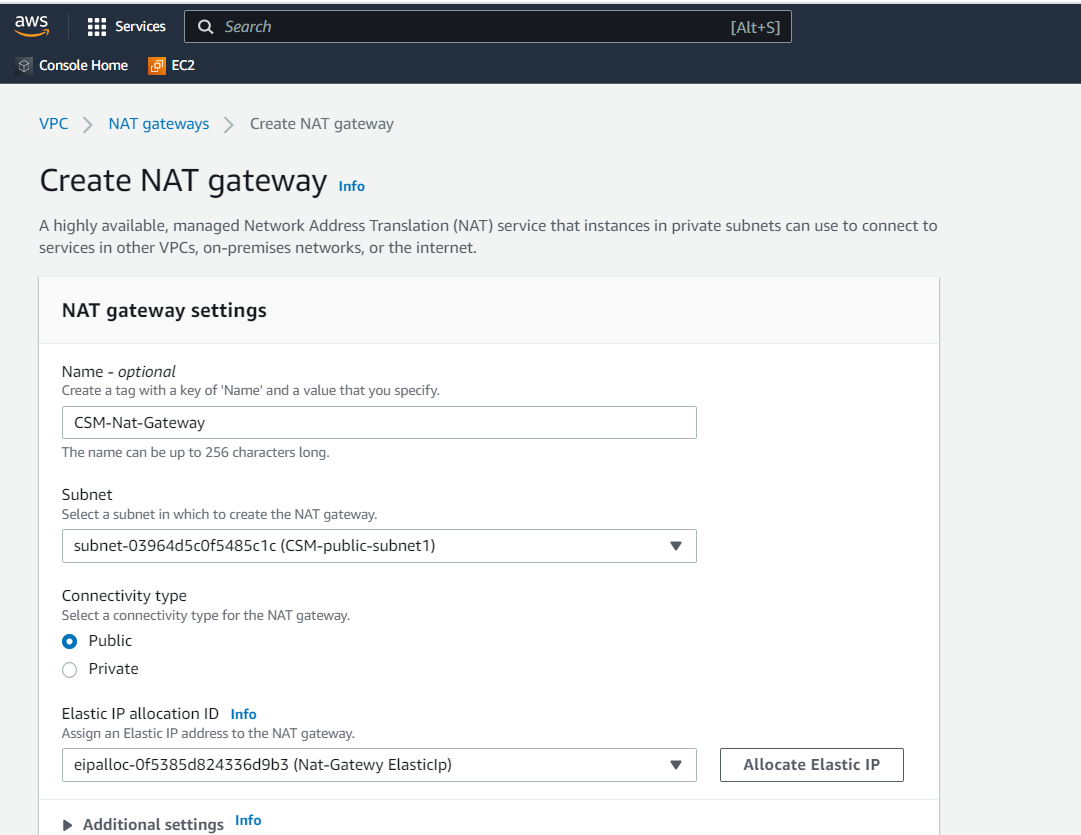 aws
Services
Search
[Alt+S]
Console Home
EC2
VPC
NAT gateways
Create NAT gateway
Create NAT gateway Info
A highly available, managed Network Address Translation (NAT) service that instances in private subnets can use to connect to
services in other VPCs, on-premises networks, or the internet.
NAT gateway settings
Name - optional
Create a tag with a key of 'Name' and a value that you specify.
CSM-Nat-Gateway
The name can be up to 256 characters long.
Subnet
Select a subnet in which to create the NAT gateway.
subnet-03964d5c0f5485c1c (CSM-public-subnet1)
Connectivity type
Select a connectivity type for the NAT gateway.
Public
Private
Elastic IP allocation ID Info
Assign an Elastic IP address to the NAT gateway.
eipalloc-0f5385d824336d9b3 (Nat-Gatewy ElasticIp)
Allocate Elastic IP
Additional settings Info